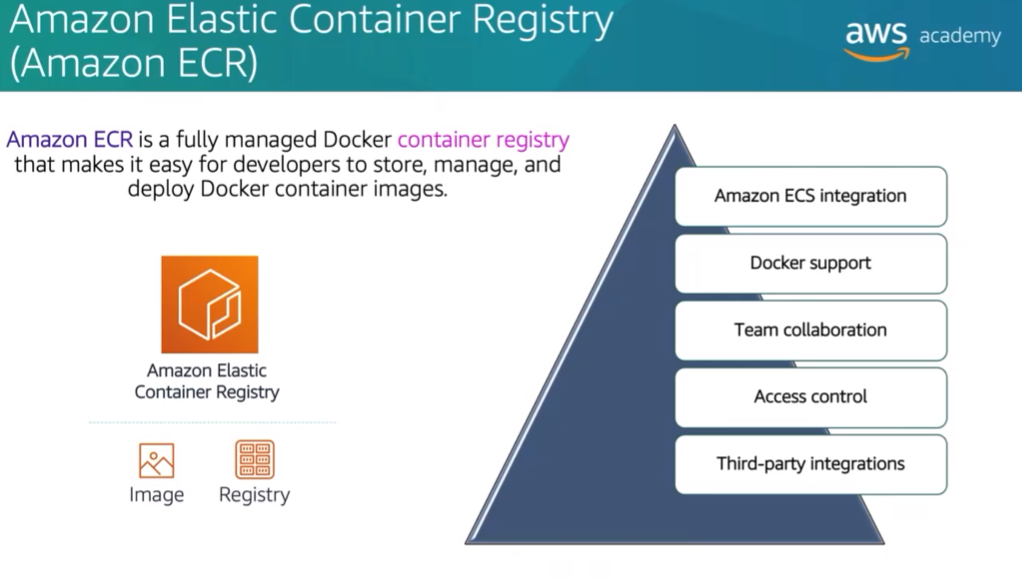 Amazon Elastic Container Registry
(Amazon ECR)
aws academy
Amazon ECR is a fully managed Docker container registry
that makes it easy for developers to store, manage, and
deploy Docker container images.
Amazon Elastic
Container Registry
Image
Registry
Amazon ECS integration
Docker support
Team collaboration
Access control
Third-party integrations